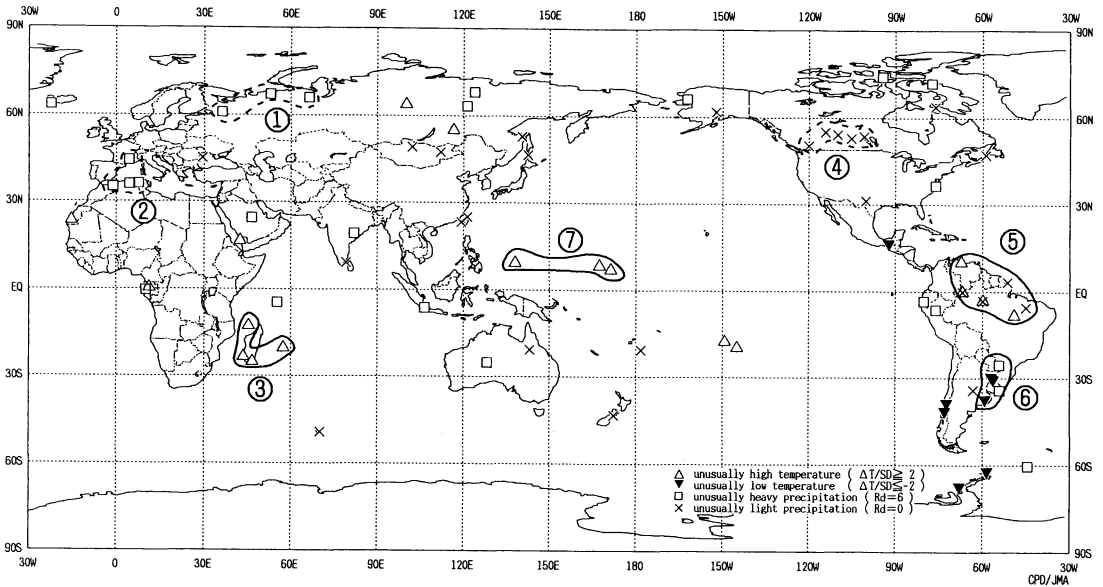 30W 0 30E 60E 90E 120E 150E 180 150W 120W 90W 60W 30W
90N 90N
60N 60N
①
④
②
30N 30N
⑦ ⑤
EQ EQ
③
30S 30S
⑥
60S 60S
△ unusually high temperature ( ΔT/SD≧ 2 )
▼ unusually low temperature ( ΔT/SD≦-2 )
□ unusually heavy precipitation ( Rd=6 )
× unusually light precipitation ( Rd=0 )
90S 90S
30W 0 30E 60E 90E 120E 150E 180 150W 120W 90W 60W 30W
CPD/JMA